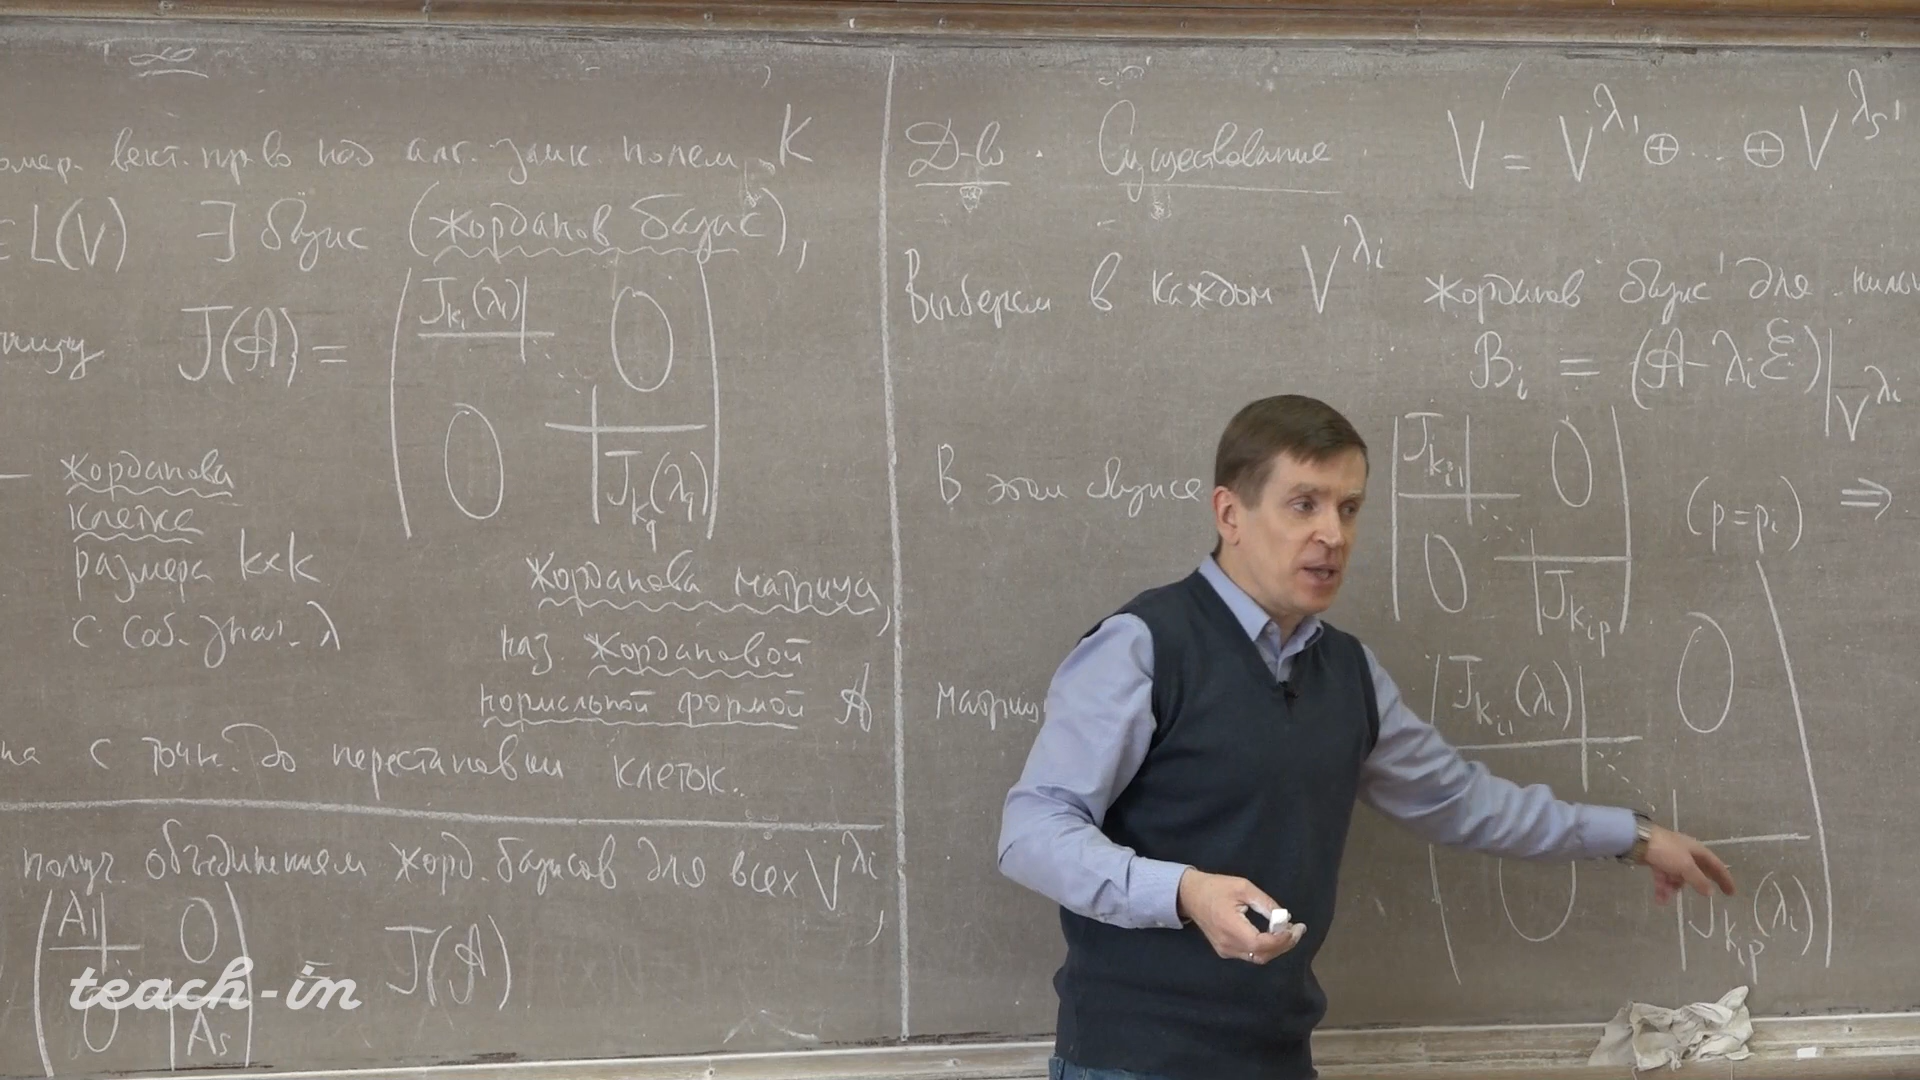 ∞
омер. вект. пр-во над алг. замк. полем K
∈ L(V) ∃ базис (жорданов базис),
J(𝒜) = ( J_{k_1}(λ_1) 0
0 J_{k_q}(λ_q) )
жорданова
клетка
размера k×k
с соб. знач. λ
жорданова матрица,
наз. жордановой
нормальной формой 𝒜
на с точн. до перестановки клеток.
получ. объединением жорд. базисов для всех V^{λ_i},
( A_1 0
0 A_s ) = J(𝒜)
Д-во. Существование V = V^{λ_1} ⊕ ... ⊕ V^{λ_s}
Выберем в каждом V^{λ_i} жорданов базис для нильп
ℬ_i = (𝒜 - λ_i ℰ)|_{V^{λ_i}}
В этом базисе ( J_{k_{i1}} 0
0 J_{k_{ip}} ) (p = p_i) ⇒
матриц ( J_{k_{i1}}(λ_i) 0
0 J_{k_{ip}}(λ_i) )
teach-in